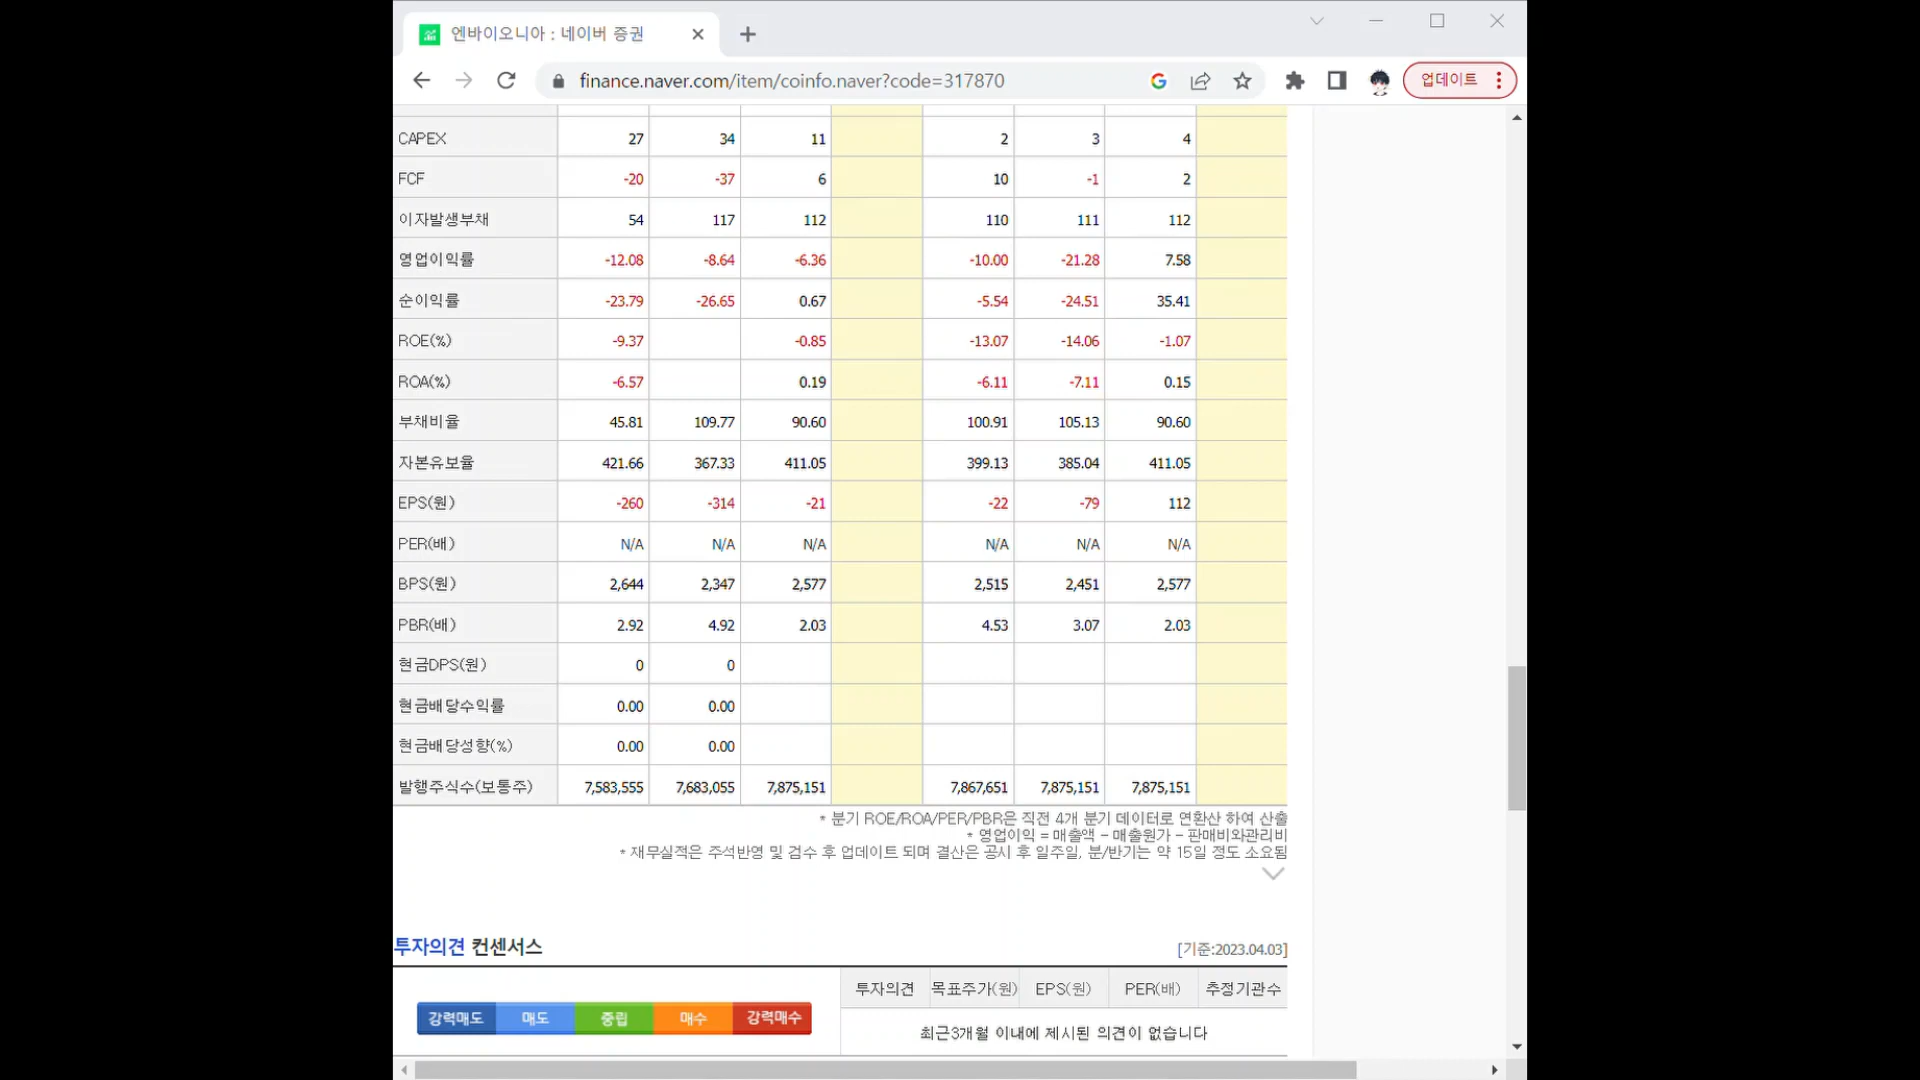 엔바이오니아 : 네이버 증권
finance.naver.com/item/coinfo.naver?code=317870
업데이트
CAPEX 27 34 11 2 3 4
FCF -20 -37 6 10 -1 2
이자발생부채 54 117 112 110 111 112
영업이익률 -12.08 -8.64 -6.36 -10.00 -21.28 7.58
순이익률 -23.79 -26.65 0.67 -5.54 -24.51 35.41
ROE(%) -9.37 -0.85 -13.07 -14.06 -1.07
ROA(%) -6.57 0.19 -6.11 -7.11 0.15
부채비율 45.81 109.77 90.60 100.91 105.13 90.60
자본유보율 421.66 367.33 411.05 399.13 385.04 411.05
EPS(원) -260 -314 -21 -22 -79 112
PER(배) N/A N/A N/A N/A N/A N/A
BPS(원) 2,644 2,347 2,577 2,515 2,451 2,577
PBR(배) 2.92 4.92 2.03 4.53 3.07 2.03
현금DPS(원) 0 0
현금배당수익률 0.00 0.00
현금배당성향(%) 0.00 0.00
발행주식수(보통주) 7,583,555 7,683,055 7,875,151 7,867,651 7,875,151 7,875,151
* 분기 ROE/ROA/PER/PBR은 직전 4개 분기 데이터로 연환산 하여 산출
* 영업이익 = 매출액 - 매출원가 - 판매비와관리비
* 재무실적은 주석반영 및 검수 후 업데이트 되며 결산은 공시 후 일주일, 분/반기는 약 15일 정도 소요됨
투자의견 컨센서스 [기준:2023.04.03]
투자의견 목표주가(원) EPS(원) PER(배) 추정기관수
강력매도 매도 중립 매수 강력매수
최근3개월 이내에 제시된 의견이 없습니다